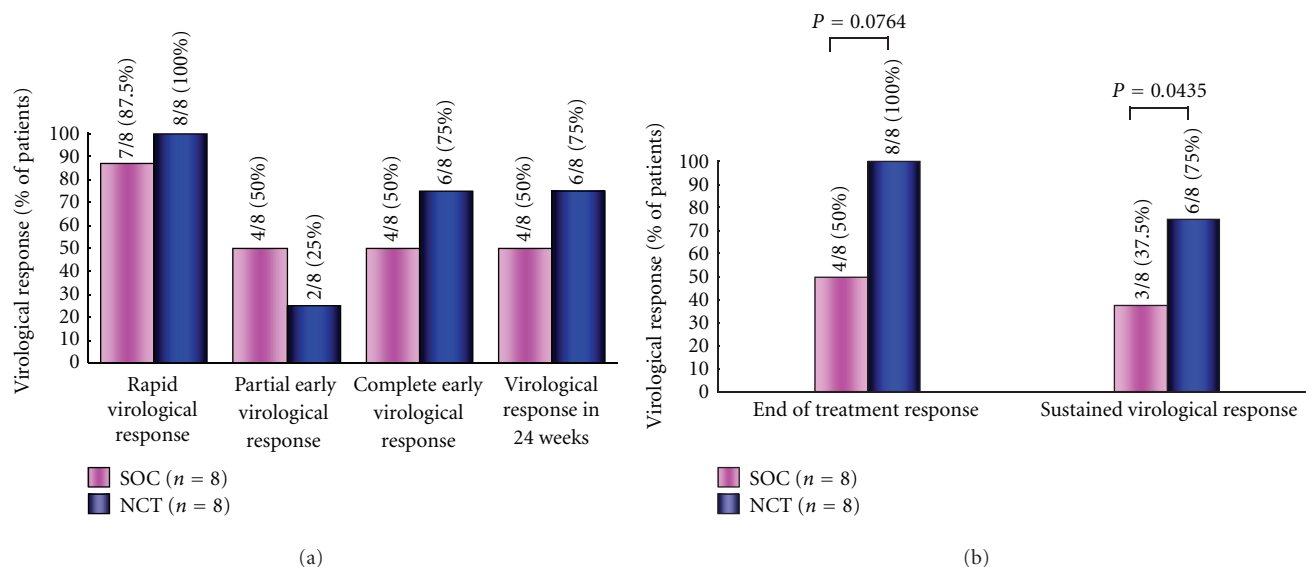 Virological response (% of patients)
100
90
80
70
60
50
40
30
20
10
0
7/8 (87.5%)
8/8 (100%)
4/8 (50%)
2/8 (25%)
4/8 (50%)
6/8 (75%)
4/8 (50%)
6/8 (75%)
Rapid
virological
response
Partial early
virological
response
Complete early
virological
response
Virological
response in
24 weeks
SOC (n = 8)
NCT (n = 8)
(a)
Virological response (% of patients)
100
90
80
70
60
50
40
30
20
10
0
P = 0.0764
4/8 (50%)
8/8 (100%)
P = 0.0435
3/8 (37.5%)
6/8 (75%)
End of treatment response
Sustained virological response
SOC (n = 8)
NCT (n = 8)
(b)